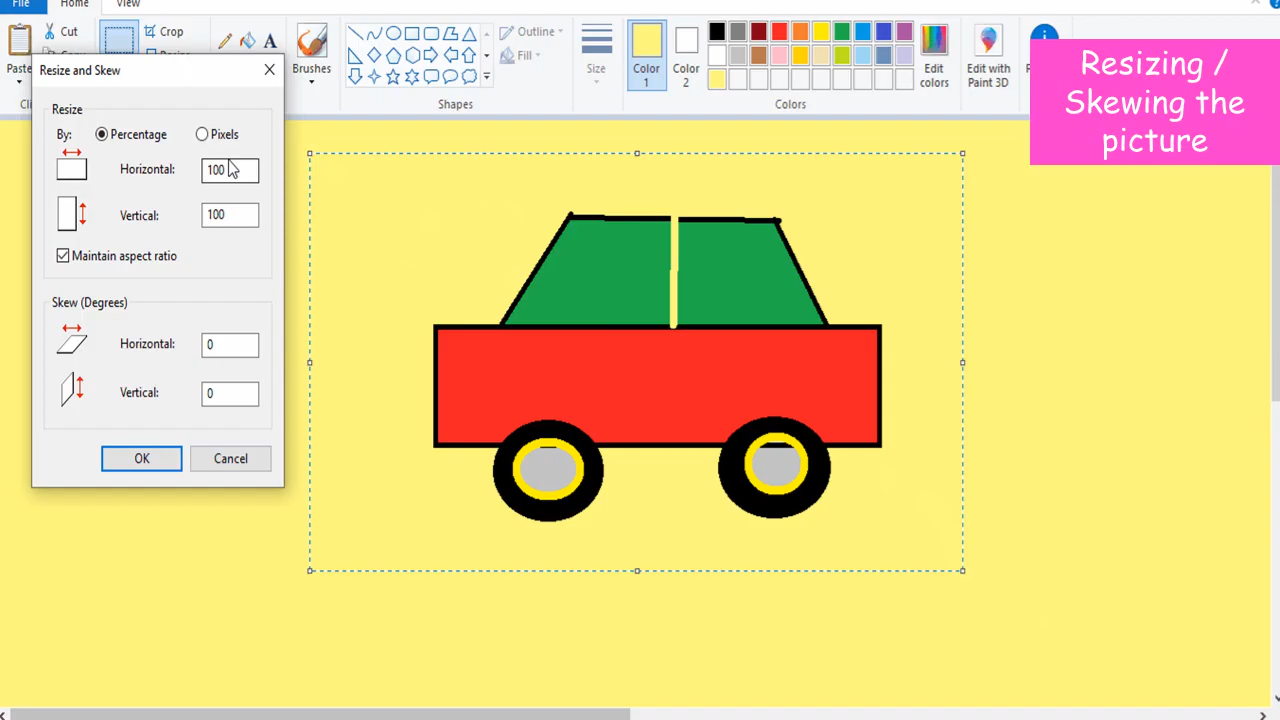 File Home View
Cut
Crop
Paste
Brushes
Outline
Fill
Shapes
Size
Color 1
Color 2
Edit colors
Edit with Paint 3D
Colors
Resizing /
Skewing the
picture
Resize and Skew
Resize
By: Percentage Pixels
Horizontal: 100
Vertical: 100
Maintain aspect ratio
Skew (Degrees)
Horizontal: 0
Vertical: 0
OK Cancel